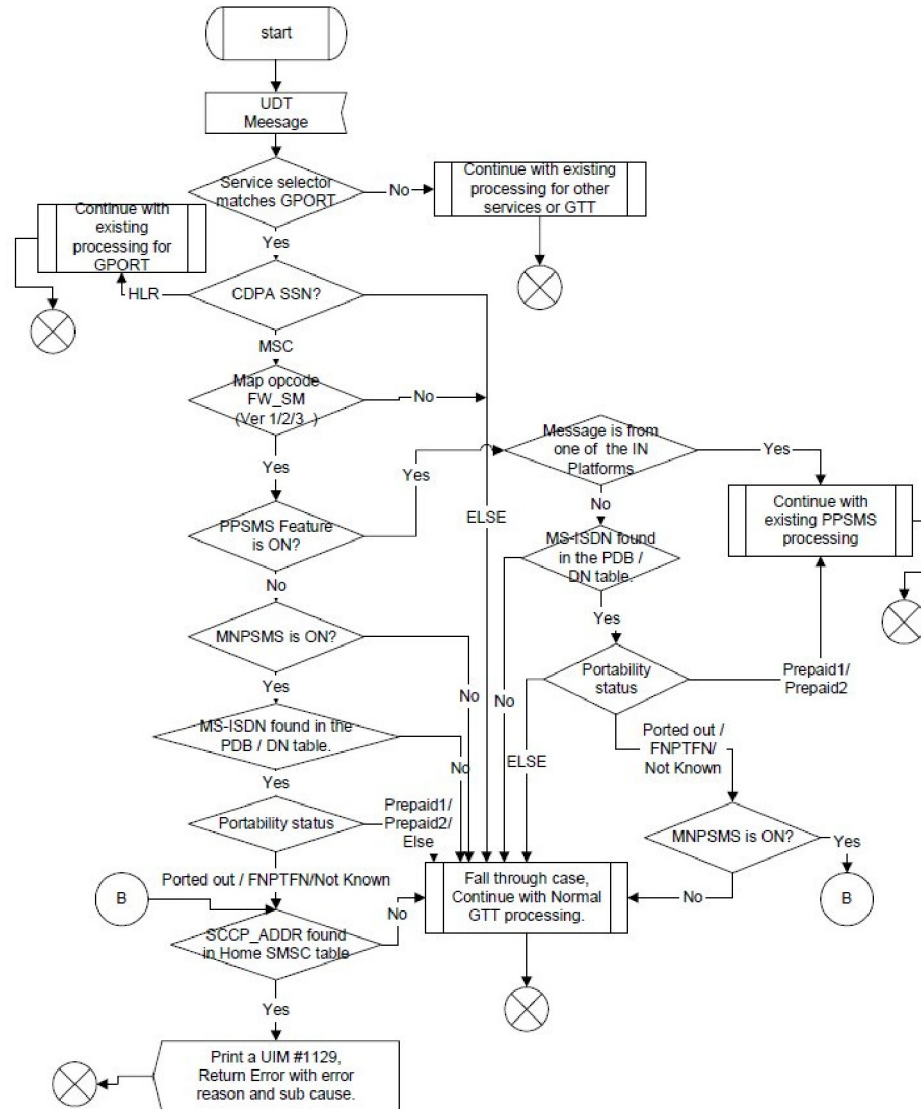 start
UDT
Meesage
Service selector
matches GPORT
No
Continue with existing
processing for other
services or GTT
Continue with
existing
processing for
GPORT
Yes
HLR
CDPA SSN?
MSC
Map opcode
FW_SM
(Ver 1/2/3 )
No
Message is from
one of the IN
Platforms
Yes
Yes
Yes
No
Continue with
existing PPSMS
processing
PPSMS Feature
is ON?
ELSE
MS-ISDN found
in the PDB /
DN table.
No
Yes
MNPSMS is ON?
Portability
status
Prepaid1/
Prepaid2
No
No
Yes
Ported out /
FNPTFN/
Not Known
MS-ISDN found in the
PDB / DN table.
No
ELSE
Yes
Prepaid1/
Prepaid2/
Else
Portability status
MNPSMS is ON?
Yes
Ported out / FNPTFN/Not Known
Fall through case,
Continue with Normal
GTT processing.
No
B
B
No
SCCP_ADDR found
in Home SMSC table
Yes
Print a UIM #1129,
Return Error with error
reason and sub cause.